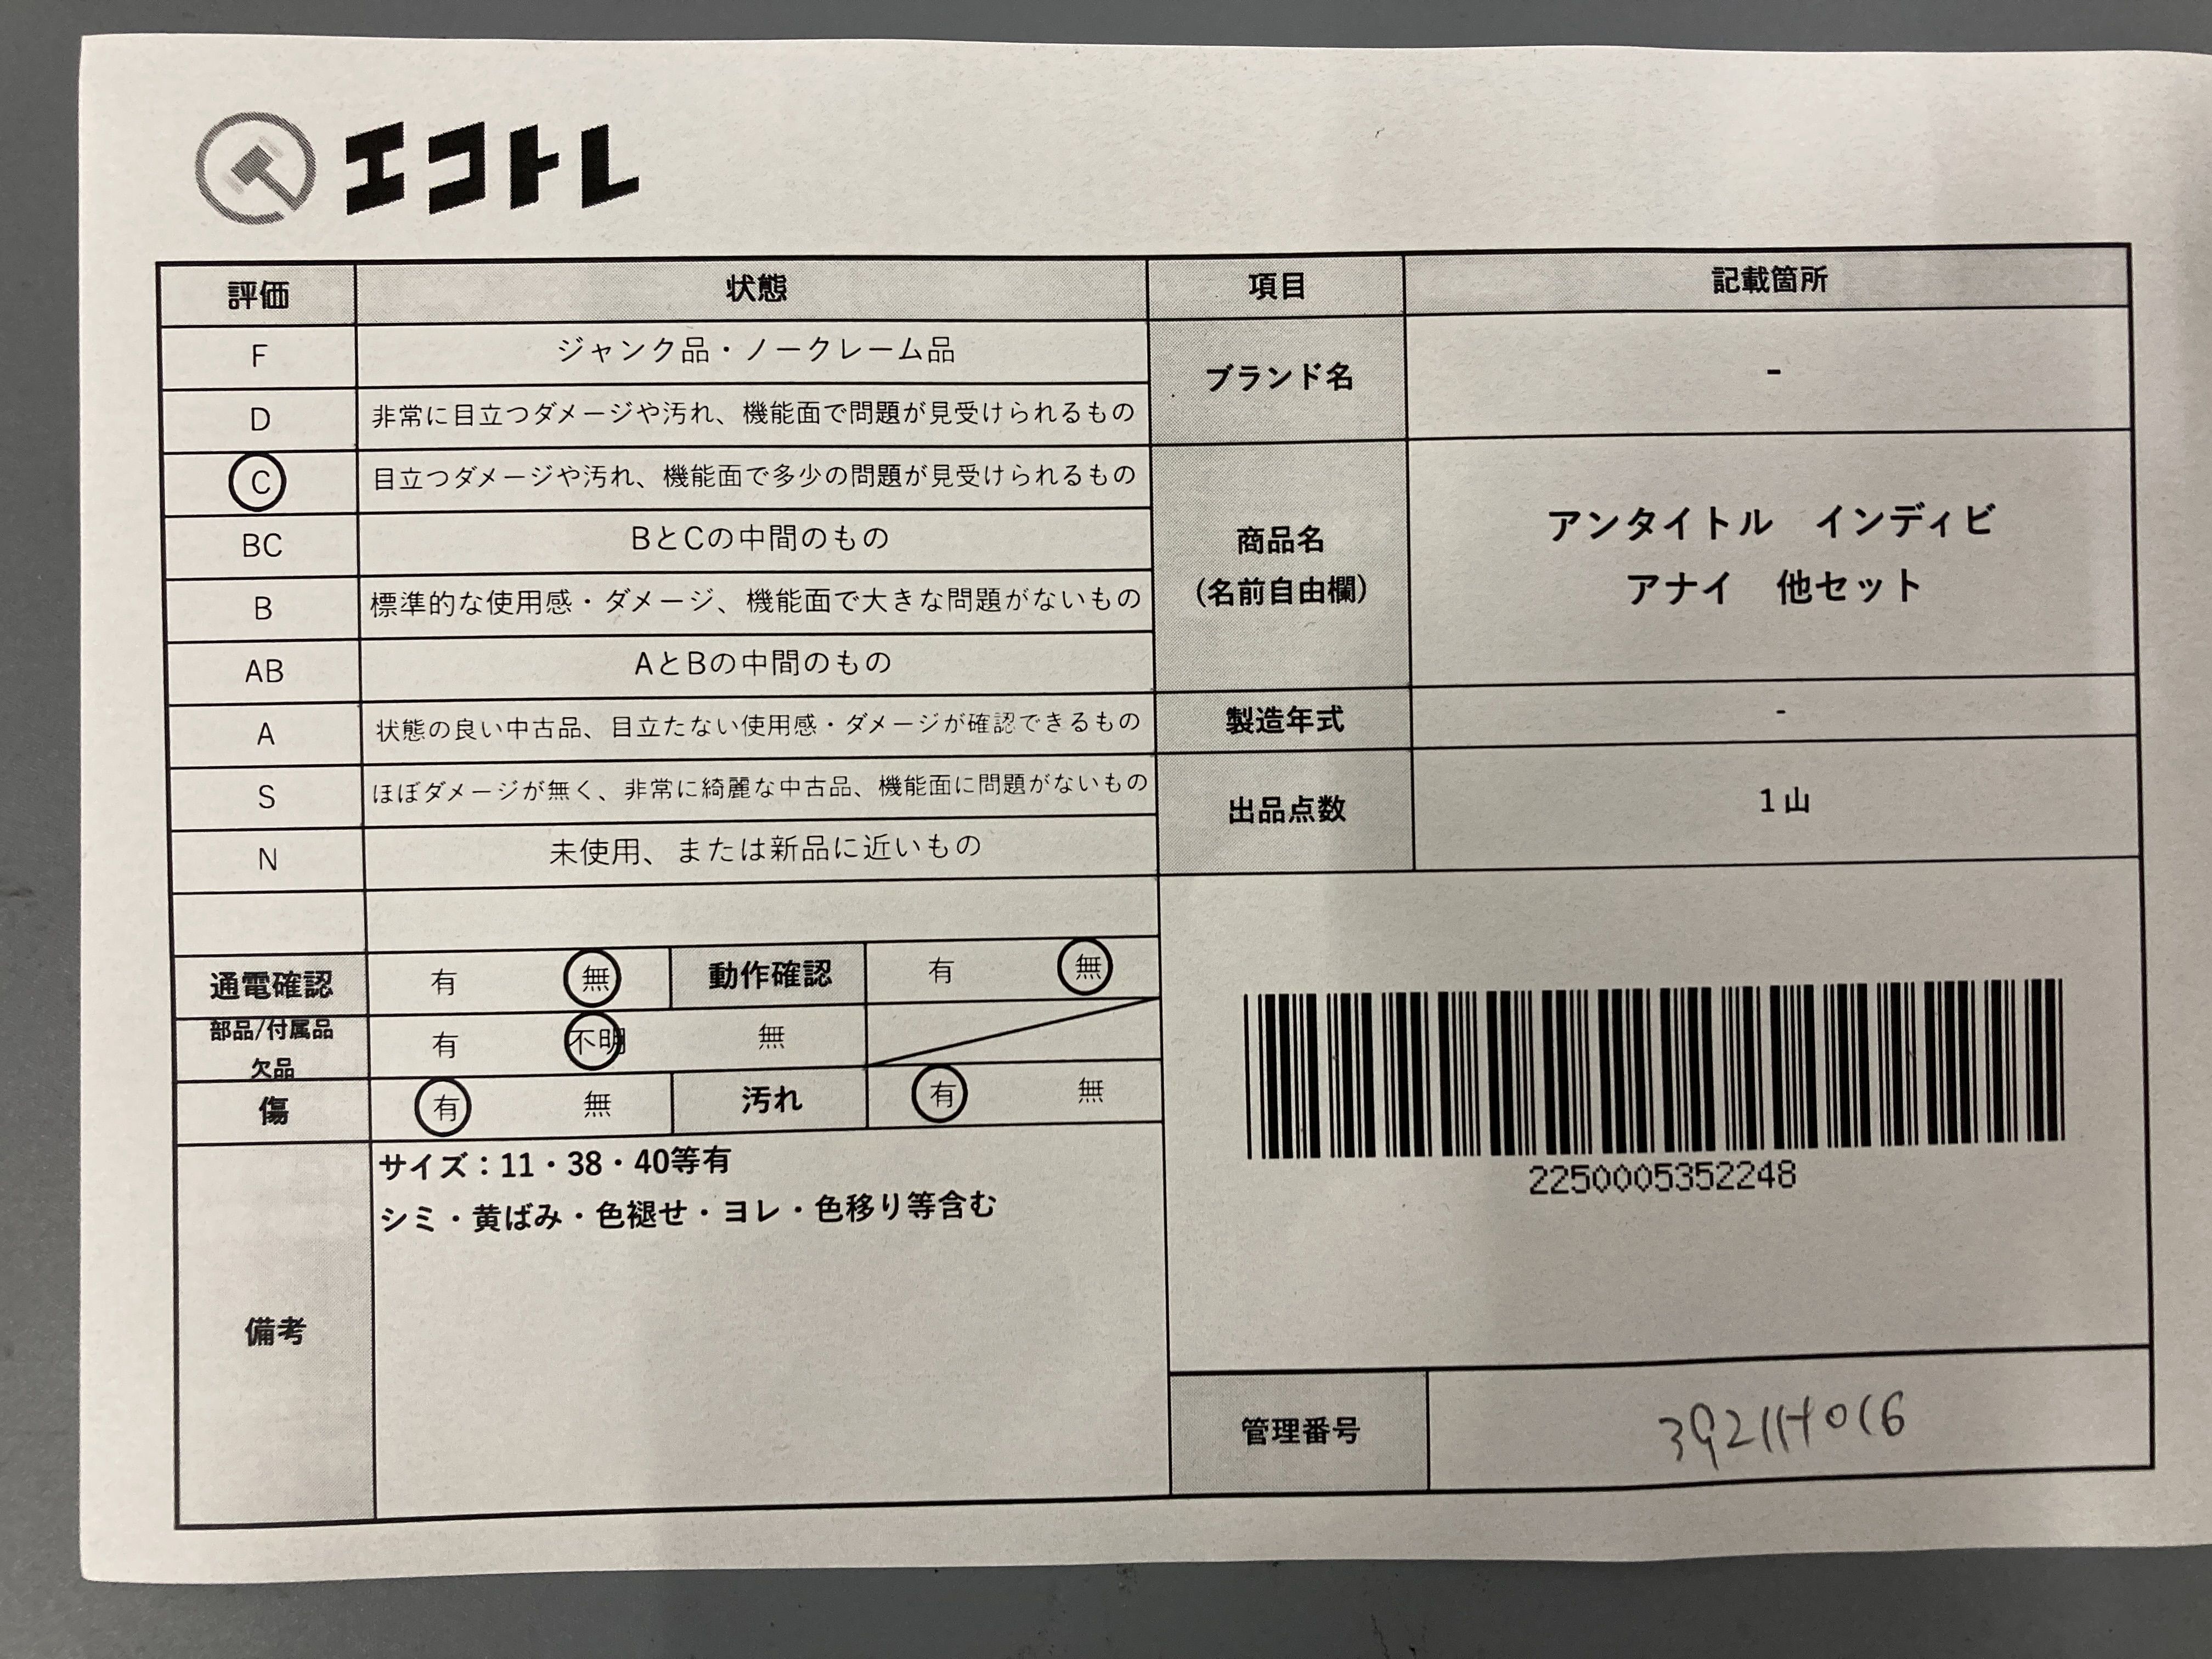 エコトレ
評価 状態 項目 記載箇所
F ジャンク品・ノークレーム品
D 非常に目立つダメージや汚れ、機能面で問題が見受けられるもの
C 目立つダメージや汚れ、機能面で多少の問題が見受けられるもの
BC BとCの中間のもの
B 標準的な使用感・ダメージ、機能面で大きな問題がないもの
AB AとBの中間のもの
A 状態の良い中古品、目立たない使用感・ダメージが確認できるもの
S ほぼダメージが無く、非常に綺麗な中古品、機能面に問題がないもの
N 未使用、または新品に近いもの
ブランド名 -
商品名
（名前自由欄）
アンタイトル インディビ
アナイ 他セット
製造年式 -
出品点数 1山
通電確認 有 無 動作確認 有 無
部品/付属品
欠品
有 不明 無
傷 有 無 汚れ 有 無
備考
サイズ：11・38・40等有
シミ・黄ばみ・色褪せ・ヨレ・色移り等含む
2250005352248
管理番号